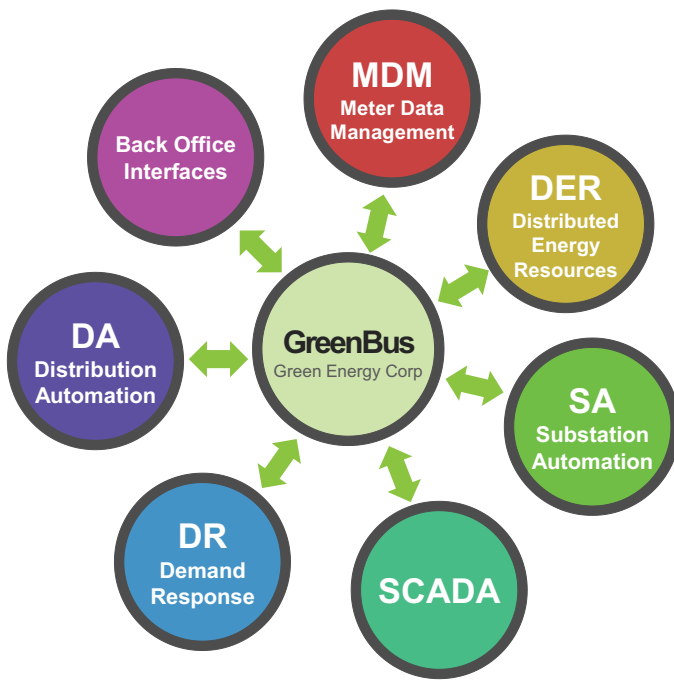 MDM
Meter Data
Management
Back Office
Interfaces
DER
Distributed
Energy
Resources
DA
Distribution
Automation
GreenBus
Green Energy Corp
SA
Substation
Automation
DR
Demand
Response
SCADA